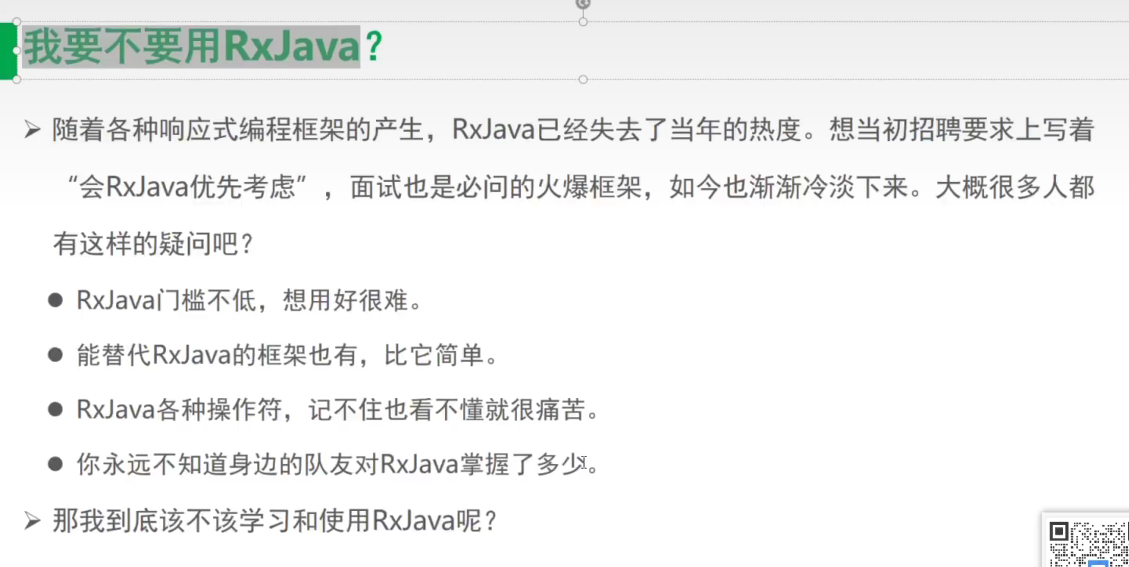 我要不要用RxJava？
随着各种响应式编程框架的产生，RxJava已经失去了当年的热度。想当初招聘要求上写着
“会RxJava优先考虑”，面试也是必问的火爆框架，如今也渐渐冷淡下来。大概很多人都
有这样的疑问吧？
RxJava门槛不低，想用好很难。
能替代RxJava的框架也有，比它简单。
RxJava各种操作符，记不住也看不懂就很痛苦。
你永远不知道身边的队友对RxJava掌握了多少。
那我到底该不该学习和使用RxJava呢？